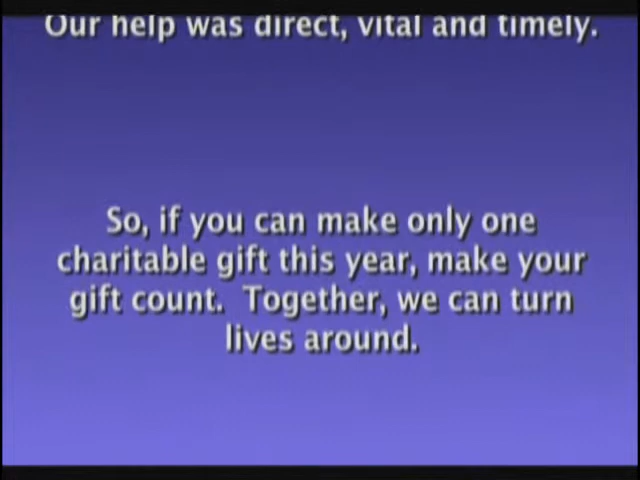 Our help was direct, vital and timely.
So, if you can make only one
charitable gift this year, make your
gift count.  Together, we can turn
lives around.